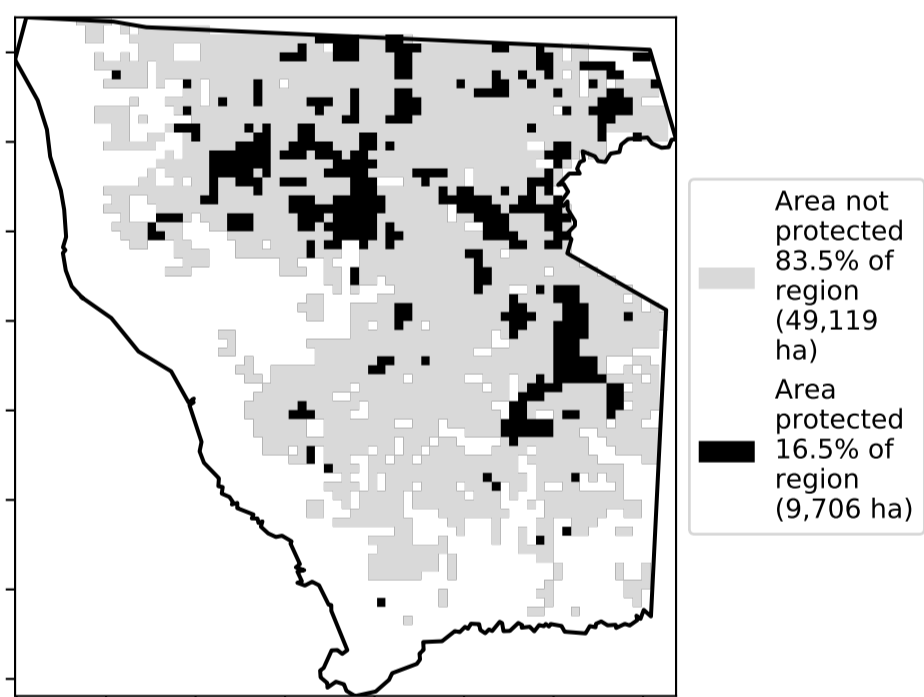 Area not
protected
83.5% of
region
(49,119
ha)
Area
protected
16.5% of
region
(9,706 ha)